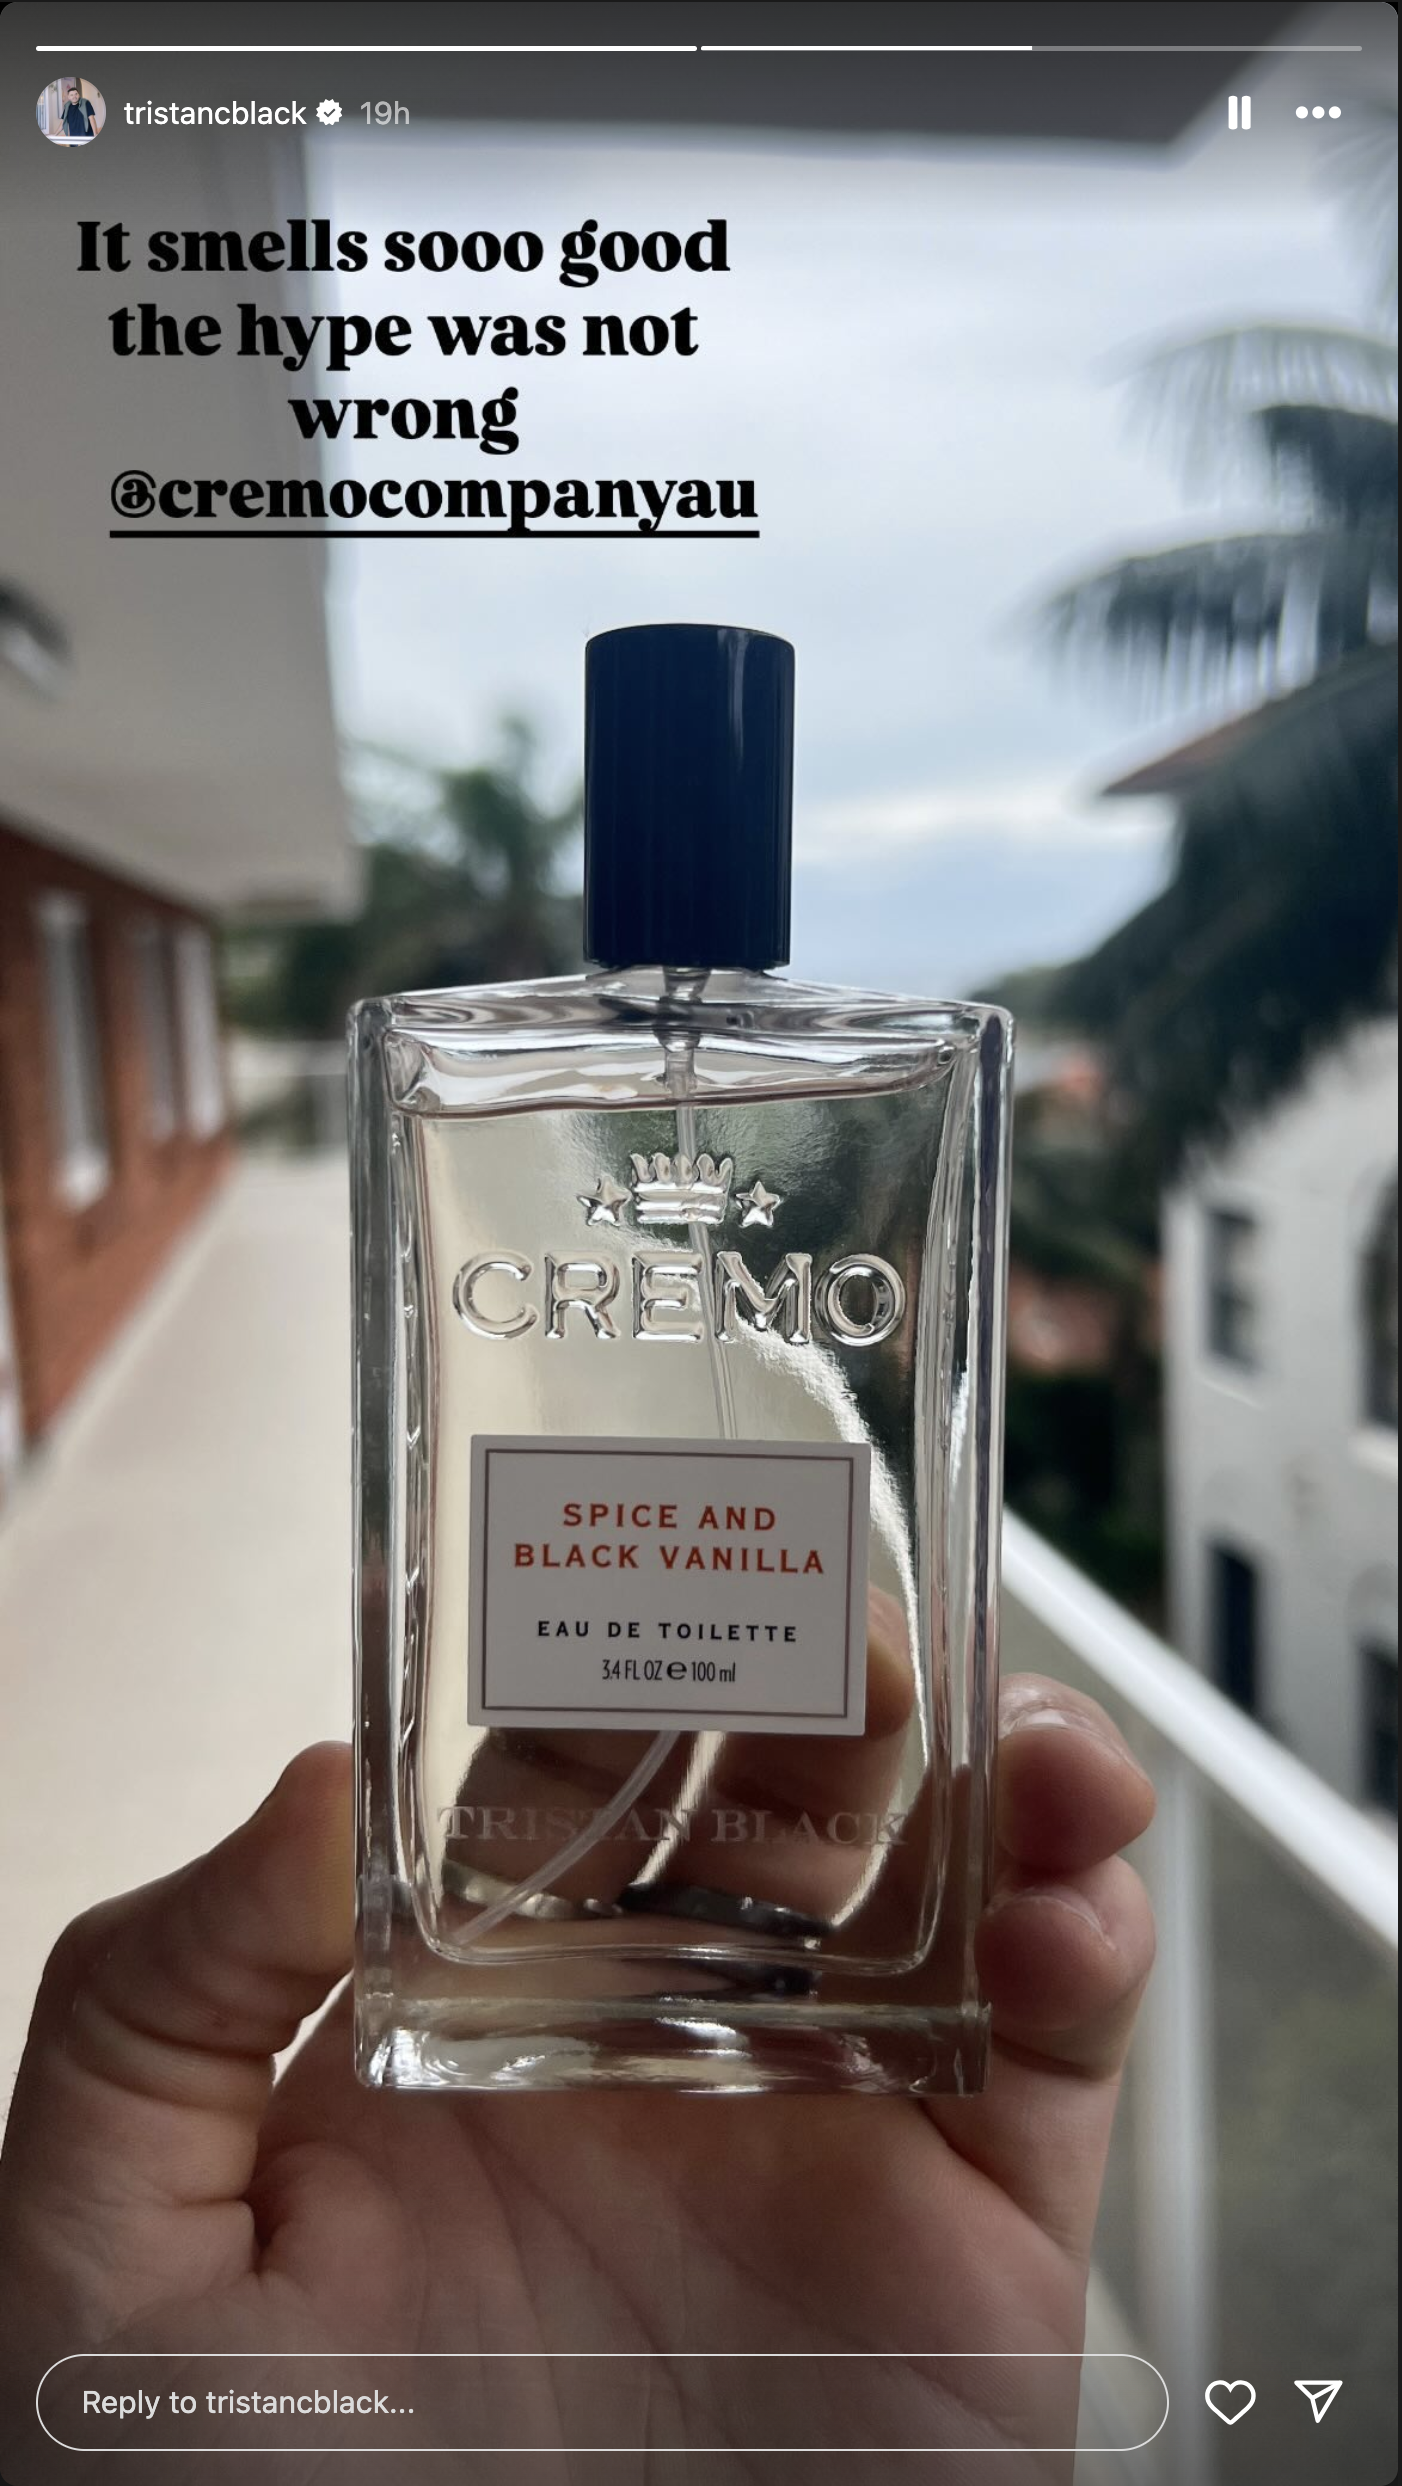 tristancblack 19h
It smells sooo good
the hype was not
wrong
@cremocompanyau
CREMO
SPICE AND
BLACK VANILLA
EAU DE TOILETTE
3.4 FL OZ ℮ 100 ml
TRISTAN BLACK
Reply to tristancblack...